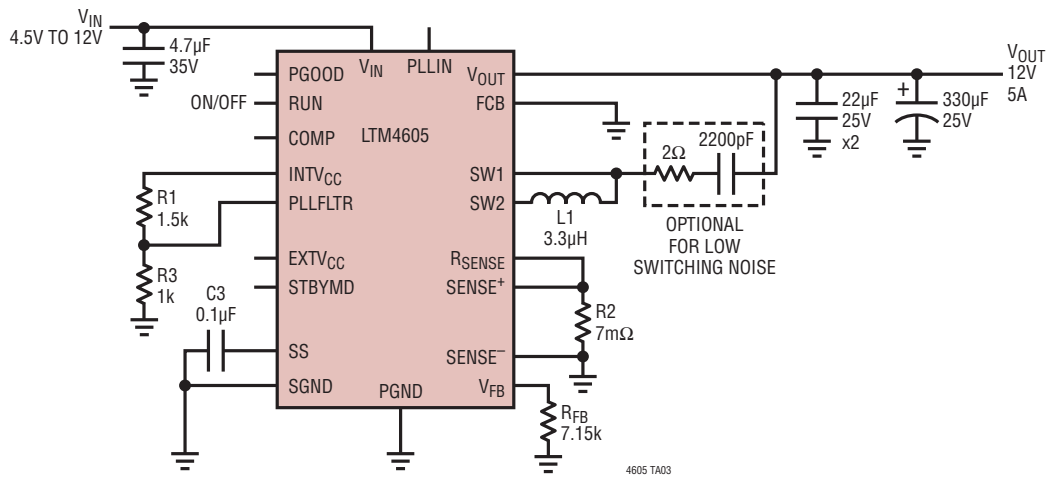 VIN
4.5V TO 12V
4.7µF
35V
PGOOD
ON/OFF
RUN
COMP
INTVCC
PLLFLTR
EXTVCC
STBYMD
SS
SGND
VIN
PLLIN
LTM4605
PGND
VOUT
FCB
SW1
SW2
RSENSE
SENSE+
SENSE–
VFB
R1
1.5k
R3
1k
C3
0.1µF
L1
3.3µH
2Ω
2200pF
OPTIONAL
FOR LOW
SWITCHING NOISE
R2
7mΩ
RFB
7.15k
22µF
25V
x2
+
330µF
25V
VOUT
12V
5A
4605 TA03